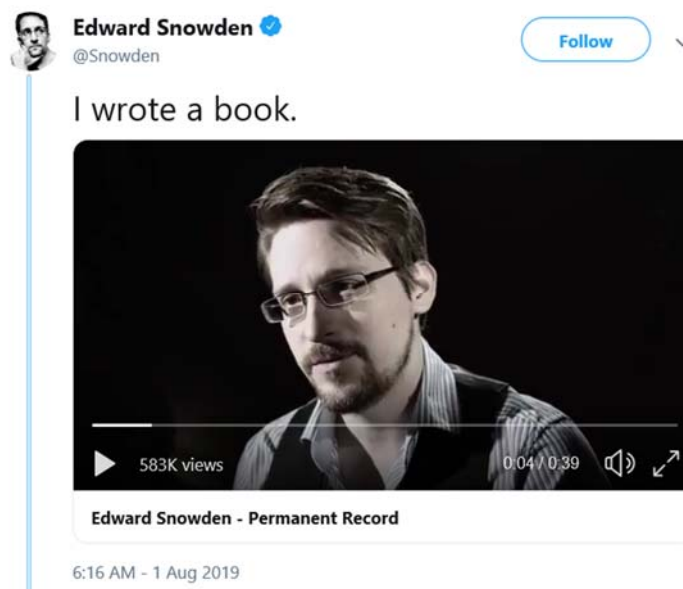 Edward Snowden
@Snowden
Follow
I wrote a book.
583K views
0:04 / 0:39
Edward Snowden - Permanent Record
6:16 AM - 1 Aug 2019